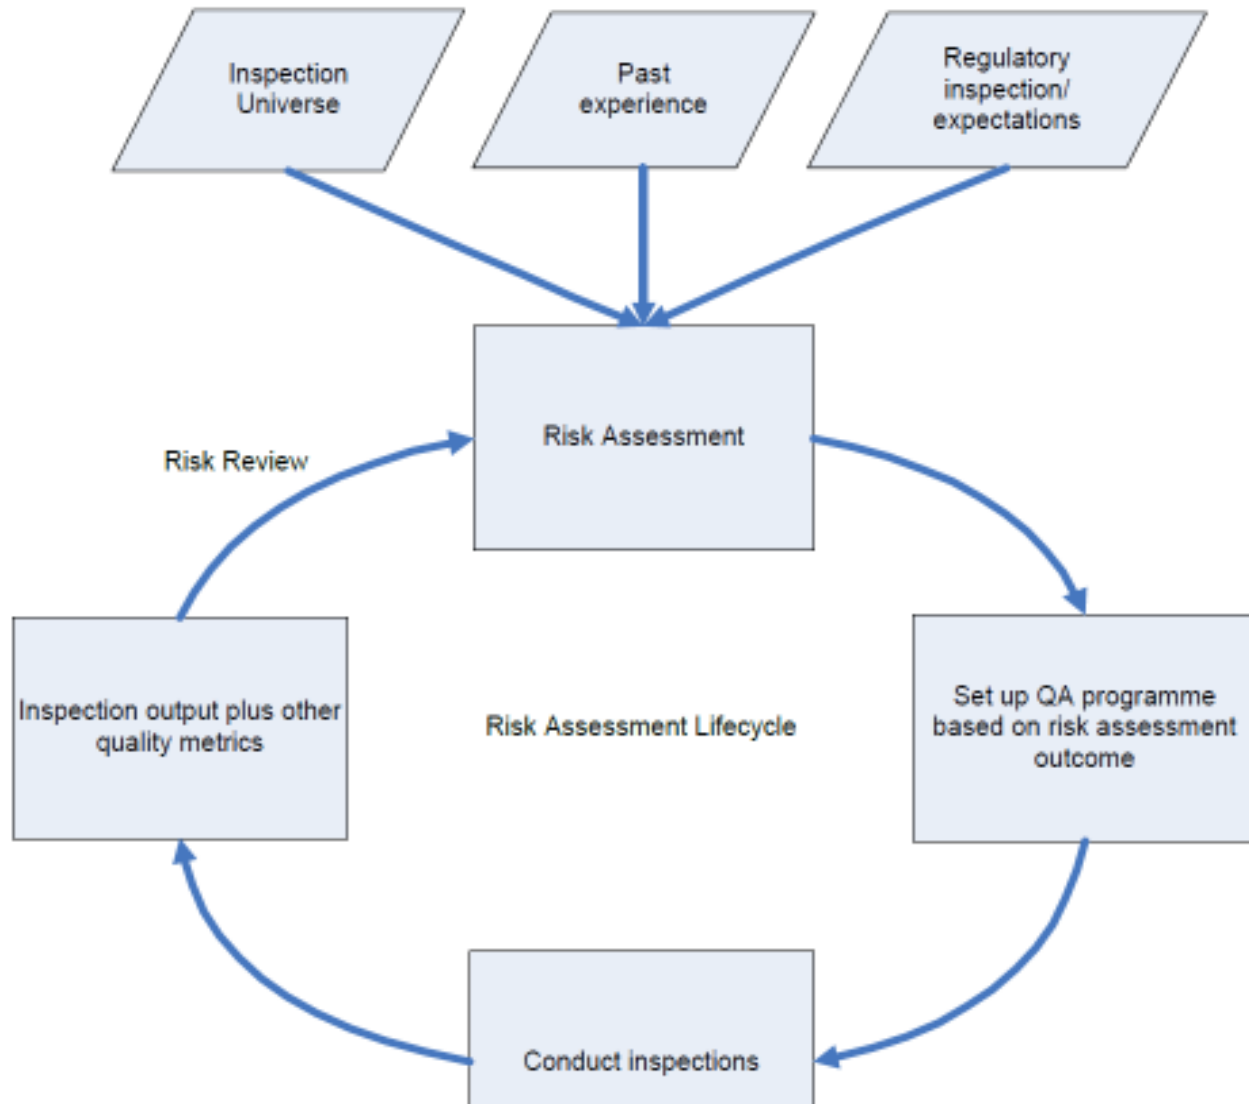 Inspection
Universe
Past
experience
Regulatory
inspection/
expectations
Risk Assessment
Risk Review
Inspection output plus other
quality metrics
Risk Assessment Lifecycle
Set up QA programme
based on risk assessment
outcome
Conduct inspections